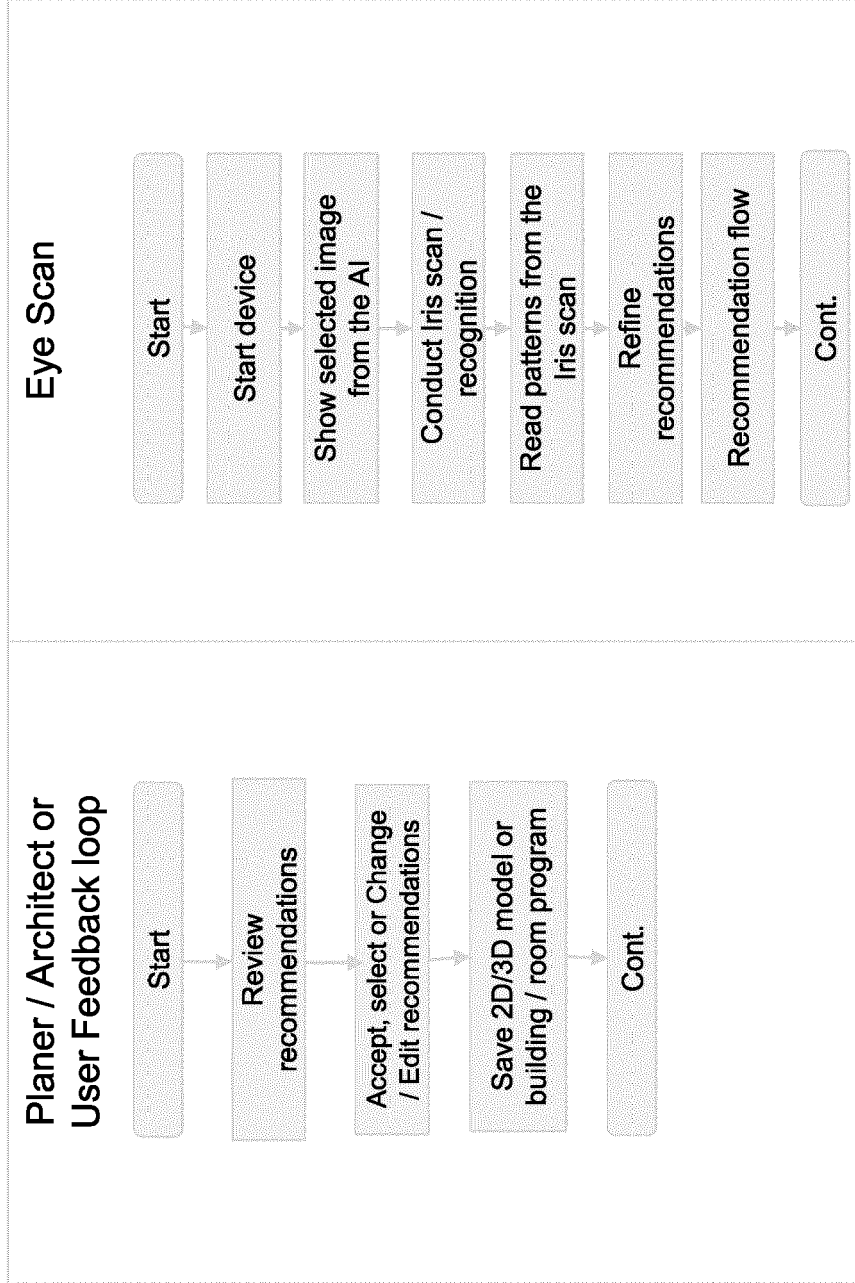 Planer / Architect or
User Feedback loop
Start
Review
recommendations
Accept, select or Change
/ Edit recommendations
Save 2D/3D model or
building / room program
Cont.
Eye Scan
Start
Start device
Show selected image
from the AI
Conduct Iris scan /
recognition
Read patterns from the
Iris scan
Refine
recommendations
Recommendation flow
Cont.